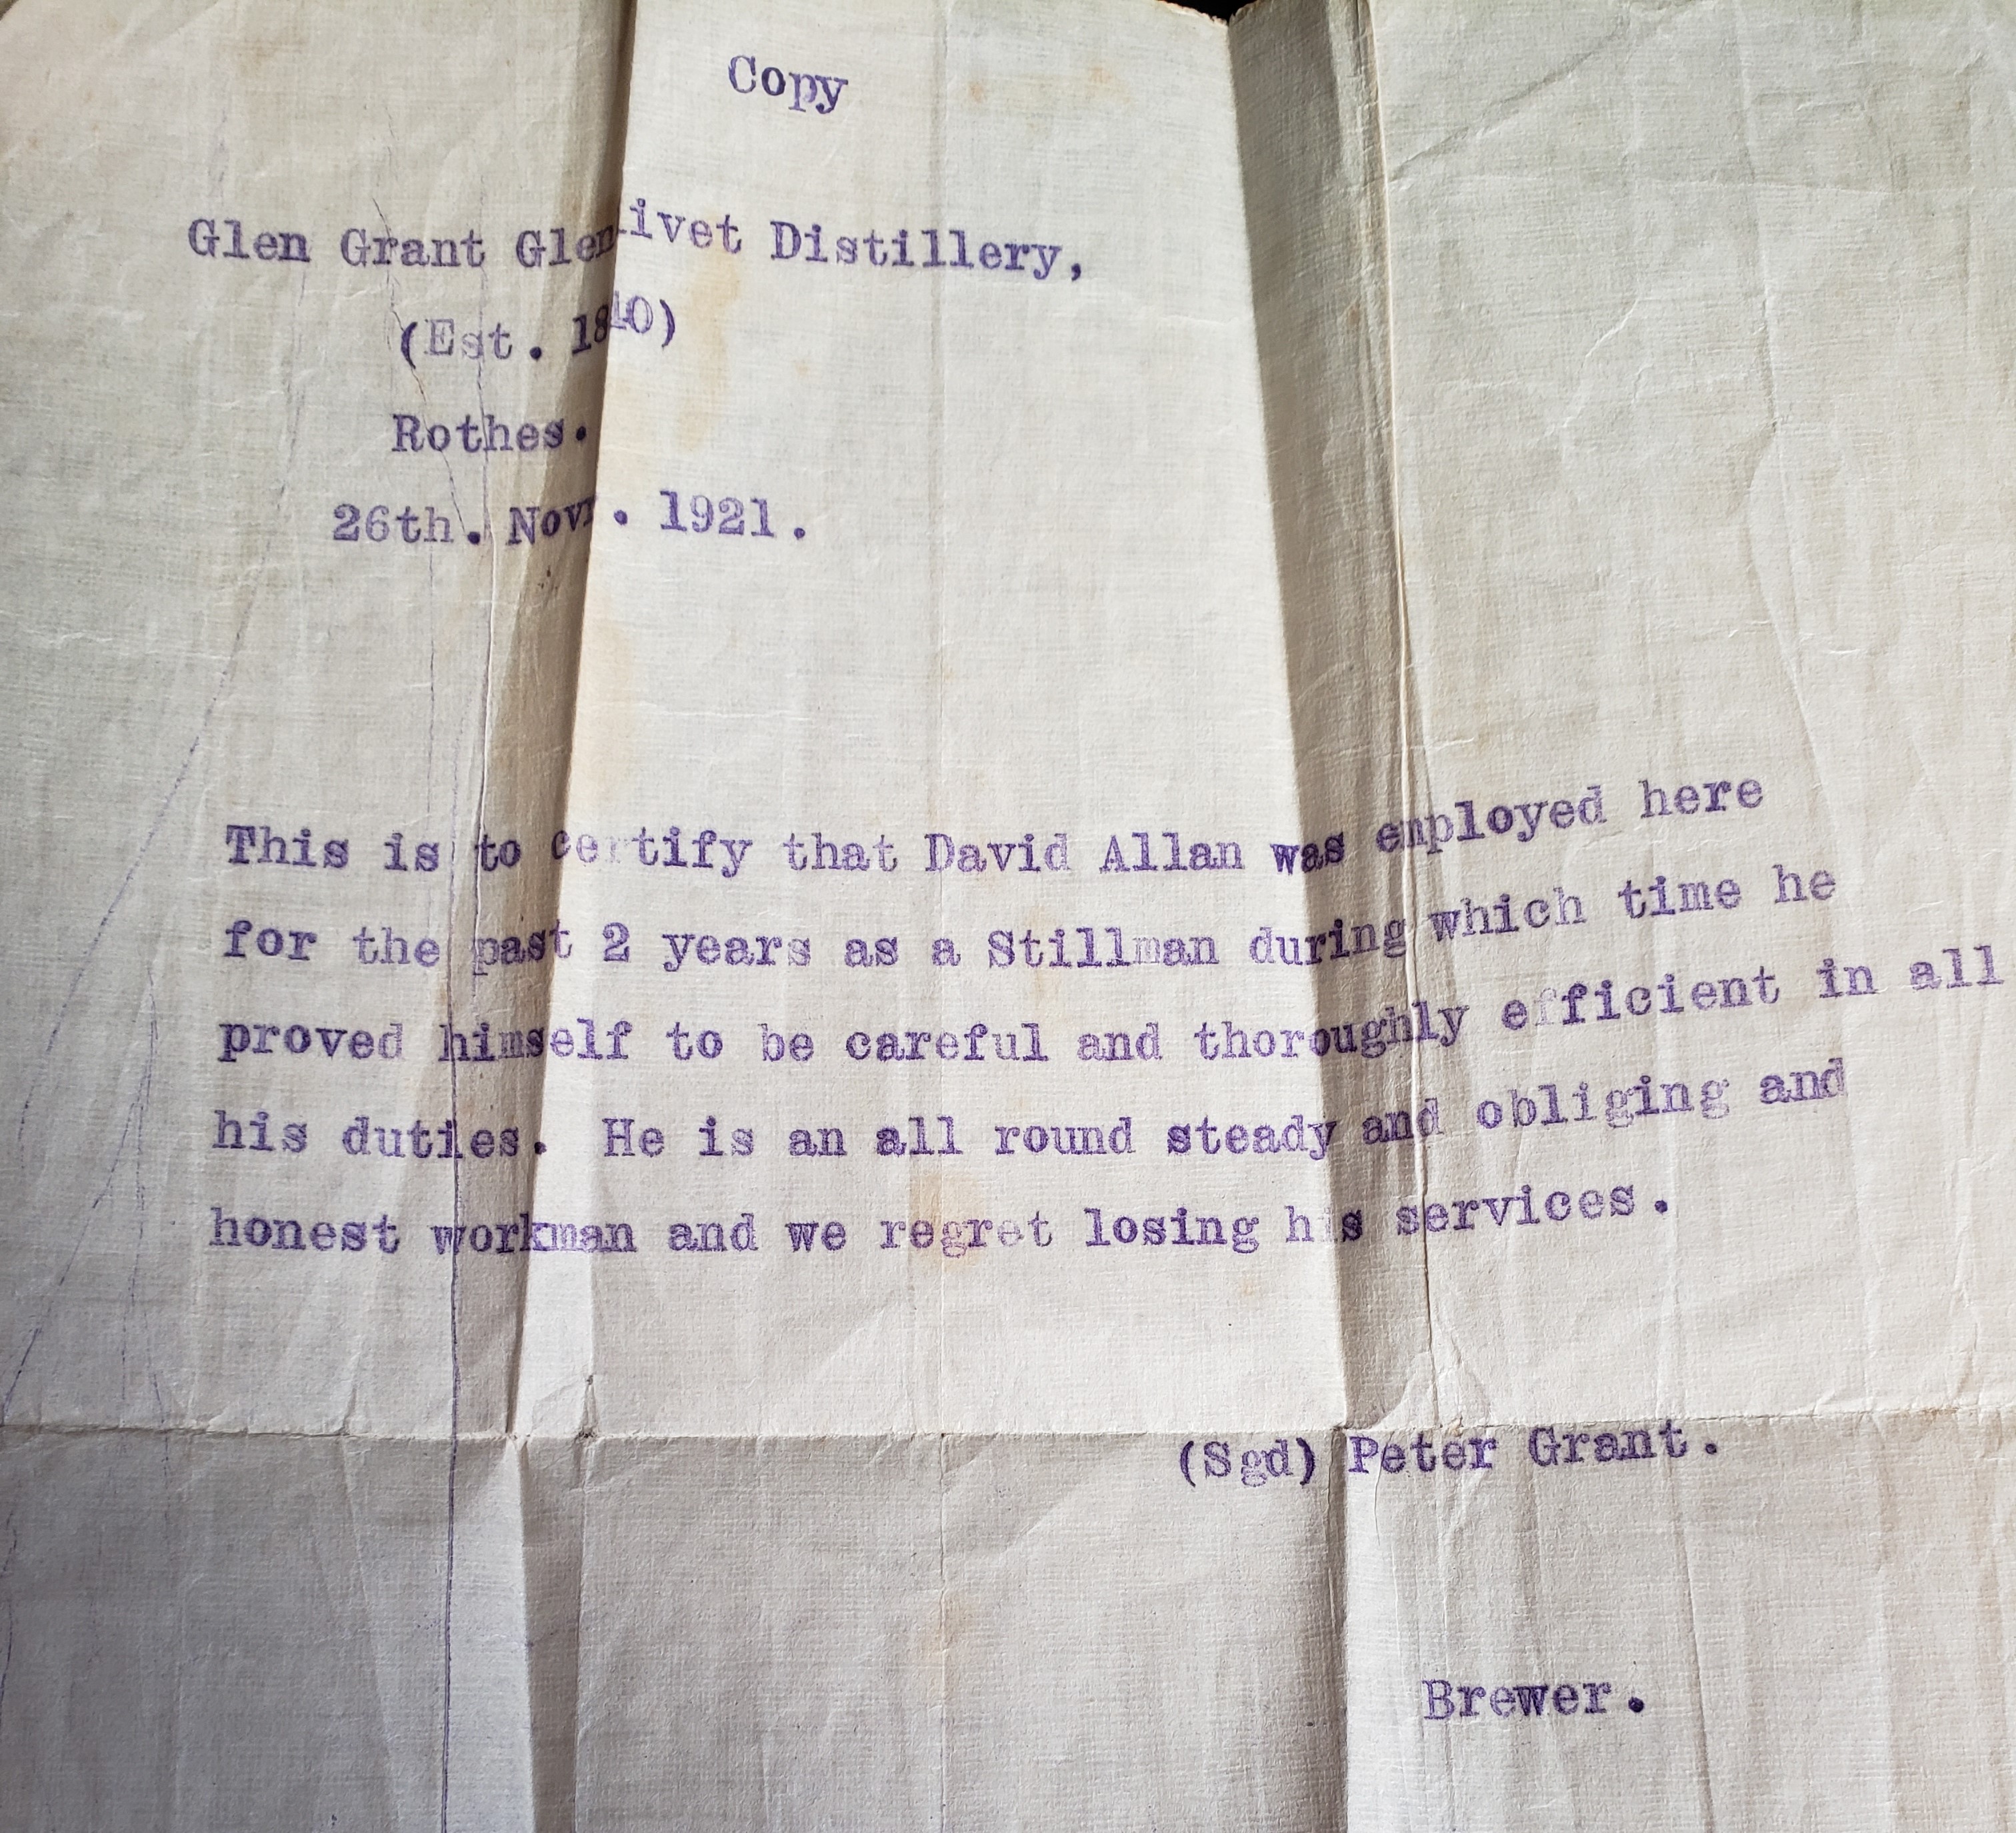 Copy
Glen Grant Glenlivet Distillery,
(Est. 1840)
Rothes.
26th. Novr. 1921.
This is to certify that David Allan was employed here
for the past 2 years as a Stillman during which time he
proved himself to be careful and thoroughly efficient in all
his duties. He is an all round steady and obliging and
honest workman and we regret losing his services.
(Sgd) Peter Grant.
Brewer.